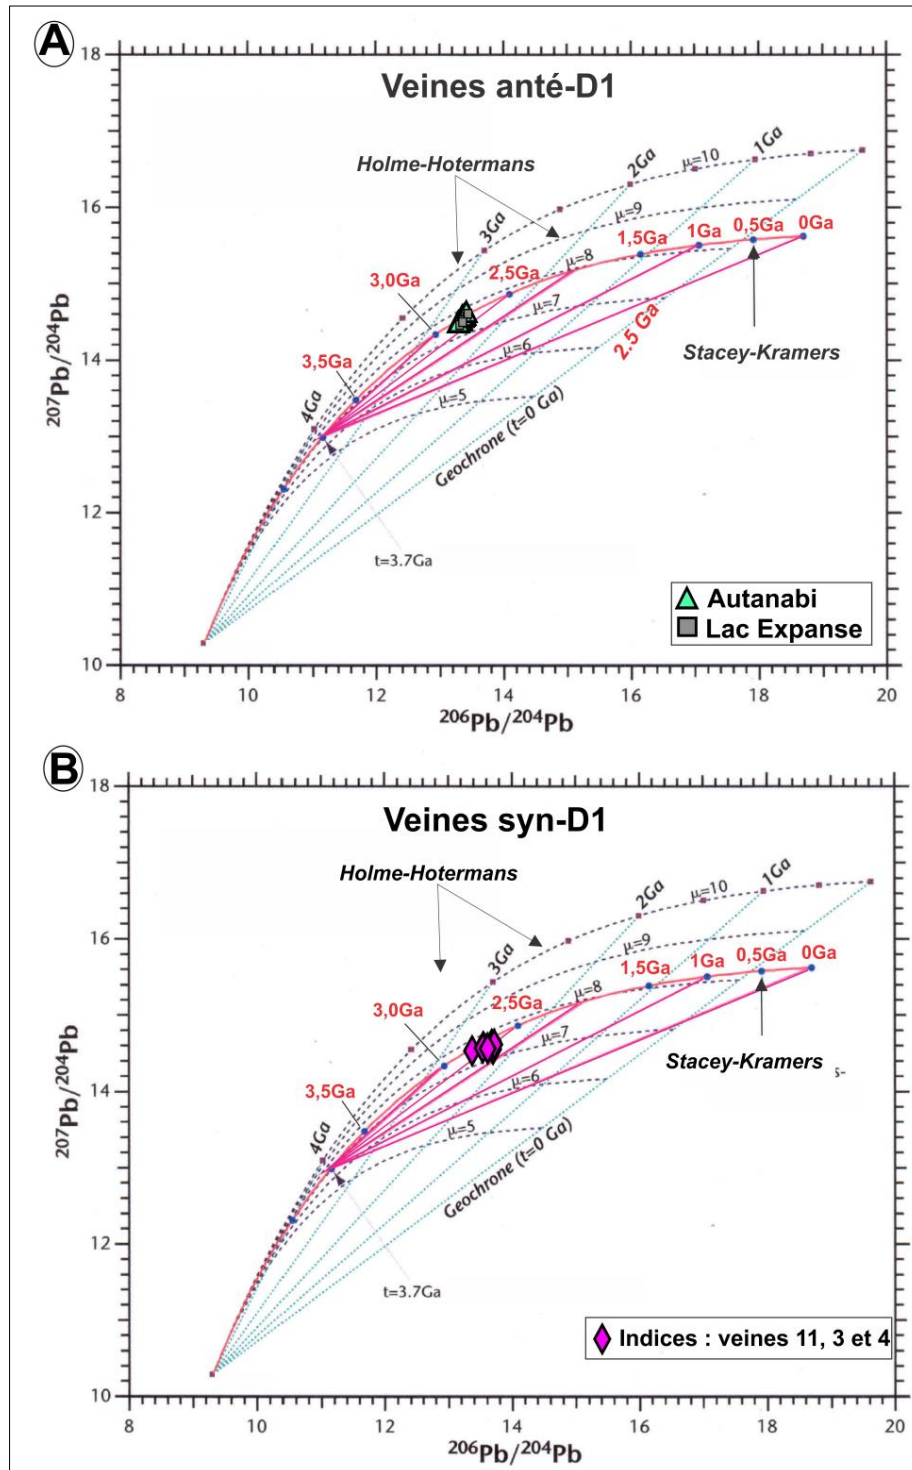 A
Veines anté-D1
Holme-Hotermans
18
16
14
12
10
207Pb/204Pb
8
10
12
14
16
18
20
206Pb/204Pb
4Ga
3Ga
2Ga
1Ga
μ=10
μ=9
μ=8
μ=7
μ=6
μ=5
3,5Ga
3,0Ga
2,5Ga
1,5Ga
1Ga
0,5Ga
0Ga
2.5 Ga
Stacey-Kramers
Geochrone (t=0 Ga)
t=3.7Ga
Autanabi
Lac Expanse
B
Veines syn-D1
Holme-Hotermans
18
16
14
12
10
207Pb/204Pb
8
10
12
14
16
18
20
206Pb/204Pb
4Ga
3Ga
2Ga
1Ga
μ=10
μ=9
μ=8
μ=7
μ=6
μ=5
3,5Ga
3,0Ga
2,5Ga
1,5Ga
1Ga
0,5Ga
0Ga
Stacey-Kramers
s-
Geochrone (t=0 Ga)
t=3.7Ga
Indices : veines 11, 3 et 4